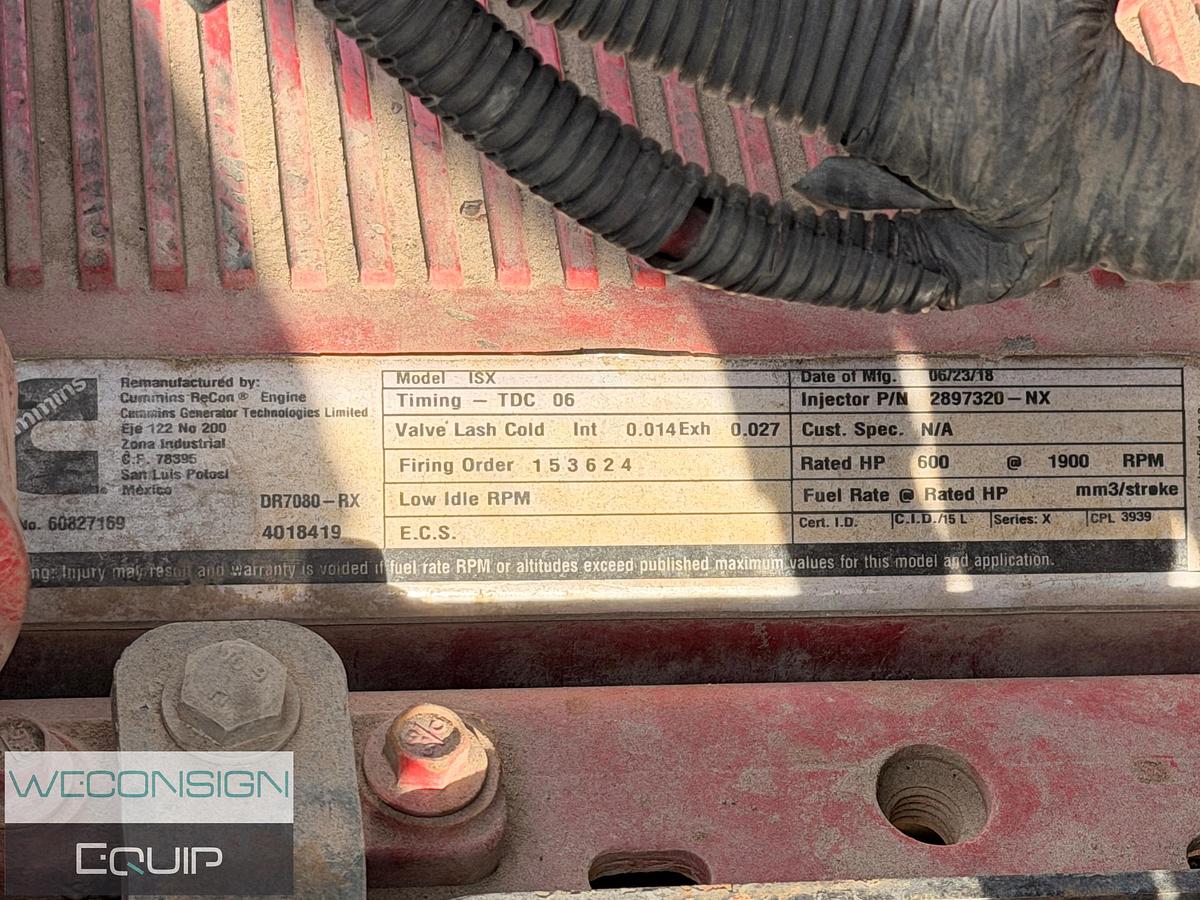 Cummins
Remanufactured by:
Cummins ReCon® Engine
Cummins Generator Technologies Limited
Eje 122 No 200
Zona Industrial
C.P. 78395
San Luis Potosi
México
DR7080-RX
No. 60827169
4018419
Model ISX
Timing – TDC 06
Valve Lash Cold Int 0.014 Exh 0.027
Firing Order 1 5 3 6 2 4
Low Idle RPM
E.C.S.
Date of Mfg. 06/23/18
Injector P/N 2897320-NX
Cust. Spec. N/A
Rated HP 600 @ 1900 RPM
Fuel Rate @ Rated HP mm3/stroke
Cert. I.D. C.I.D./15 L Series: X CPL 3939
Injury may result and warranty is voided if fuel rate RPM or altitudes exceed published maximum values for this model and application.
WECONSIGN
EQUIP